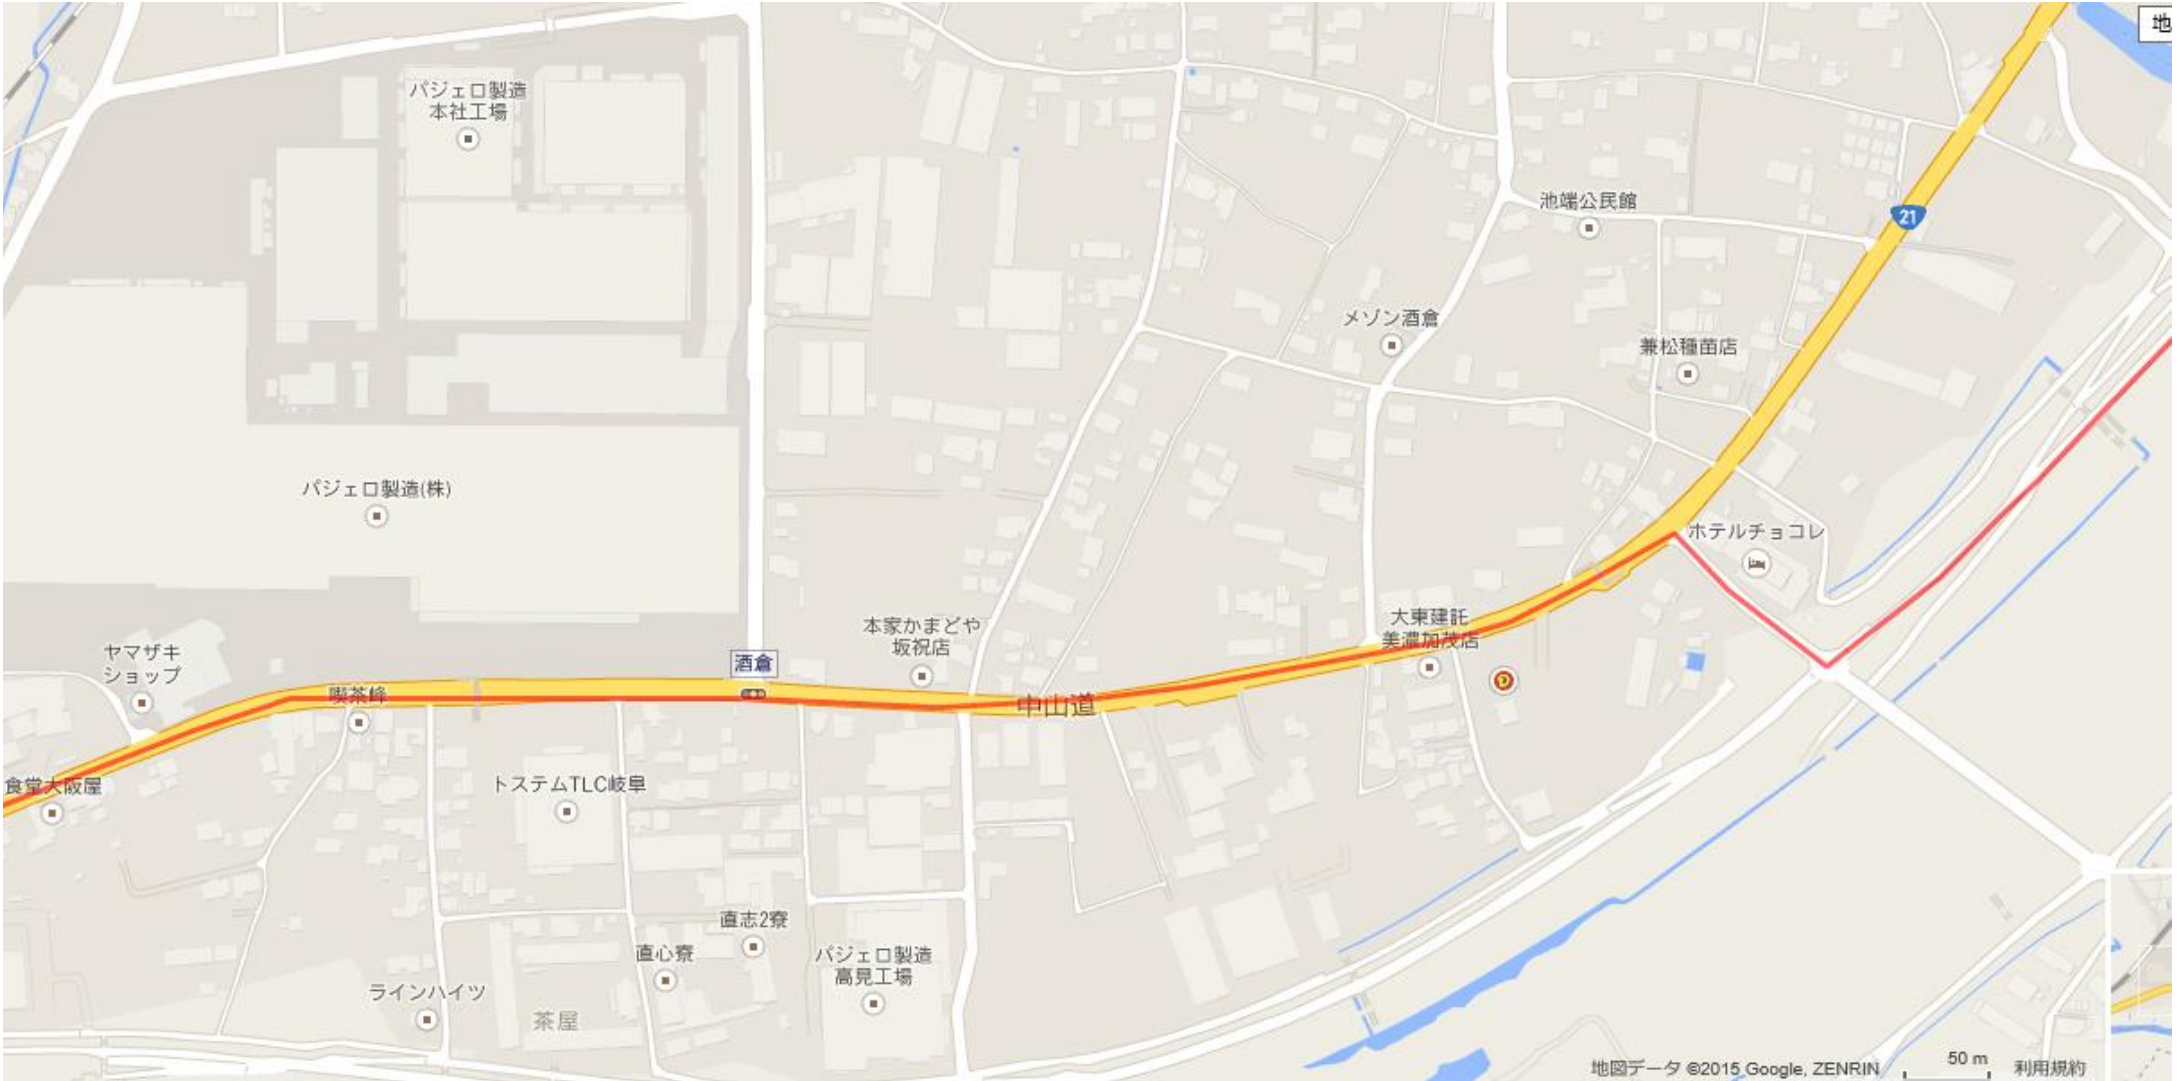 地
パジェロ製造
本社工場
池端公民館
21
メゾン酒倉
兼松種苗店
パジェロ製造(株)
ホテルチョコレ
大東建託
美濃加茂店
本家かまどや
坂祝店
ヤマザキ
ショップ
酒倉
喫茶峰
中山道
食堂大阪屋
トステムTLC岐阜
直志2寮
直心寮
パジェロ製造
高見工場
ラインハイツ
茶屋
地図データ ©2015 Google, ZENRIN
50 m
利用規約